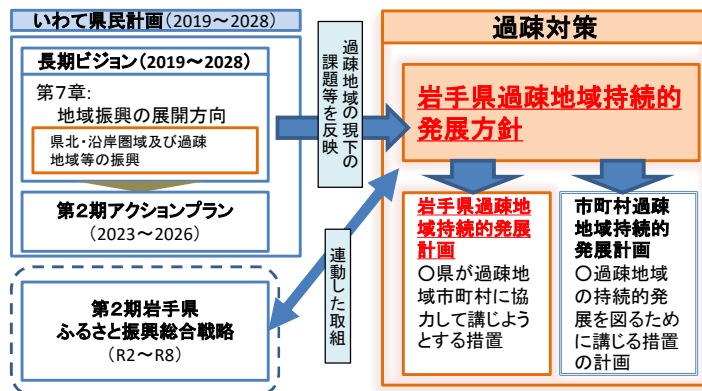 いわて県民計画(2019～2028)
長期ビジョン(2019～2028)
第7章:
地域振興の展開方向
県北・沿岸圏域及び過疎
地域等の振興
第2期アクションプラン
(2023～2026)
第2期岩手県
ふるさと振興総合戦略
(R2～R8)
過疎地域の現下の
課題等を反映
連動した取組
過疎対策
岩手県過疎地域持続的
発展方針
岩手県過疎地
域持続的発展
計画
○県が過疎地
域市町村に協
力して講じよう
とする措置
市町村過疎
地域持続的
発展計画
○過疎地域
の持続的発
展を図るため
に講じる措置
の計画